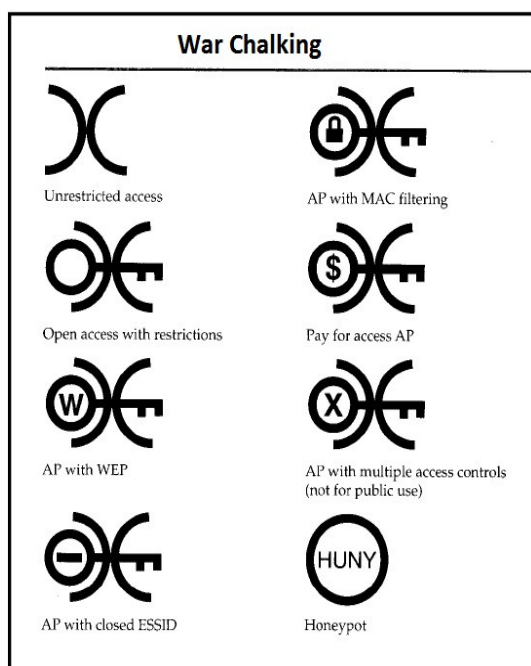 War Chalking
Unrestricted access
AP with MAC filtering
Open access with restrictions
$
Pay for access AP
W
AP with WEP
X
AP with multiple access controls
(not for public use)
AP with closed ESSID
HUNY
Honeypot